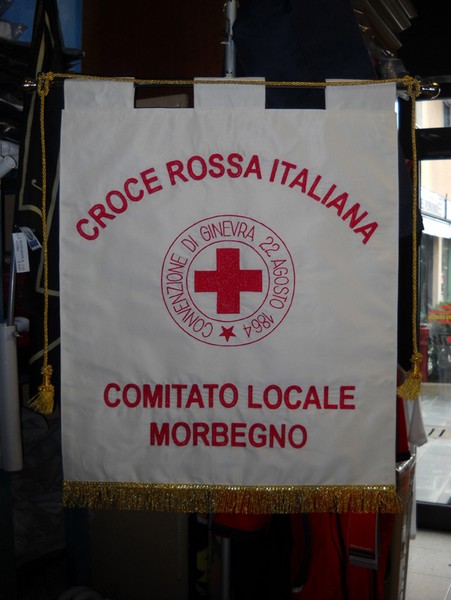 CROCE ROSSA ITALIANA
CONVENZIONE DI GINEVRA 22 AGOSTO 1864
COMITATO LOCALE
MORBEGNO